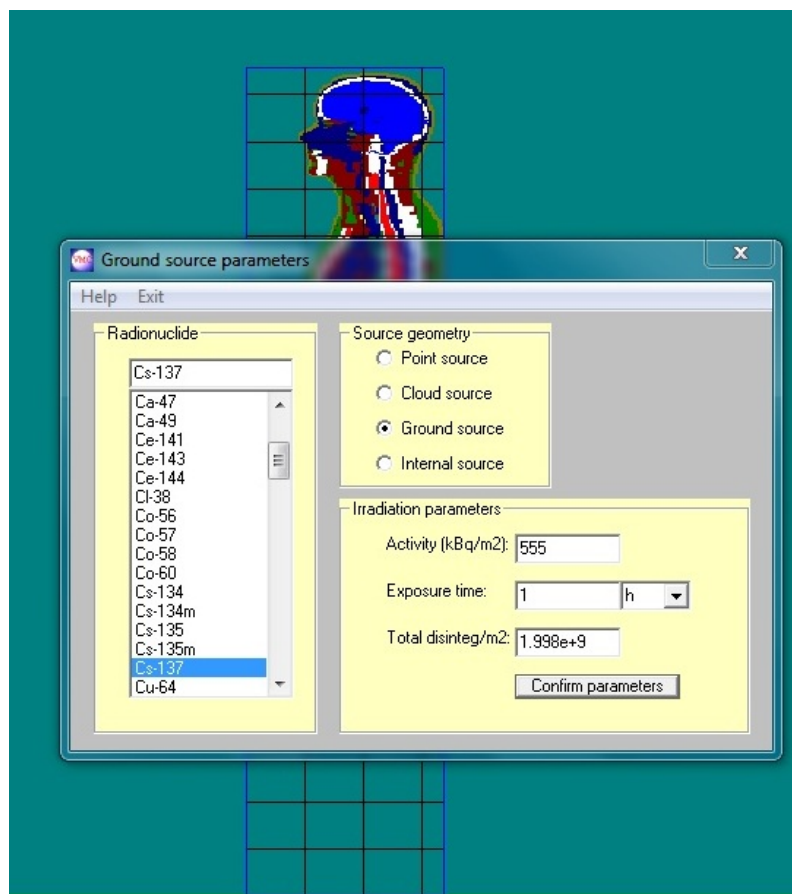 VMC Ground source parameters
X
Help Exit
Radionuclide
Cs-137
Ca-47
Ca-49
Ce-141
Ce-143
Ce-144
Cl-38
Co-56
Co-57
Co-58
Co-60
Cs-134
Cs-134m
Cs-135
Cs-135m
Cs-137
Cu-64
Source geometry
Point source
Cloud source
Ground source
Internal source
Irradiation parameters
Activity (kBq/m2): 555
Exposure time: 1 h
Total disinteg/m2: 1.998e+9
Confirm parameters